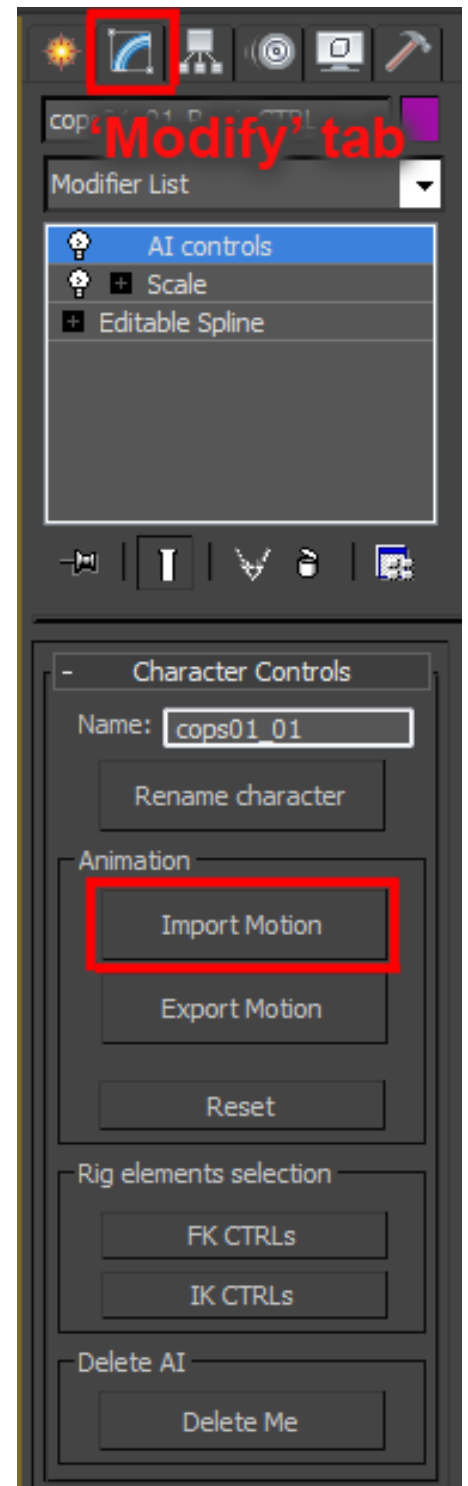 'Modify' tab
Modifier List
AI controls
Scale
Editable Spline
- Character Controls
Name: cops01_01
Rename character
Animation
Import Motion
Export Motion
Reset
Rig elements selection
FK CTRLs
IK CTRLs
Delete AI
Delete Me